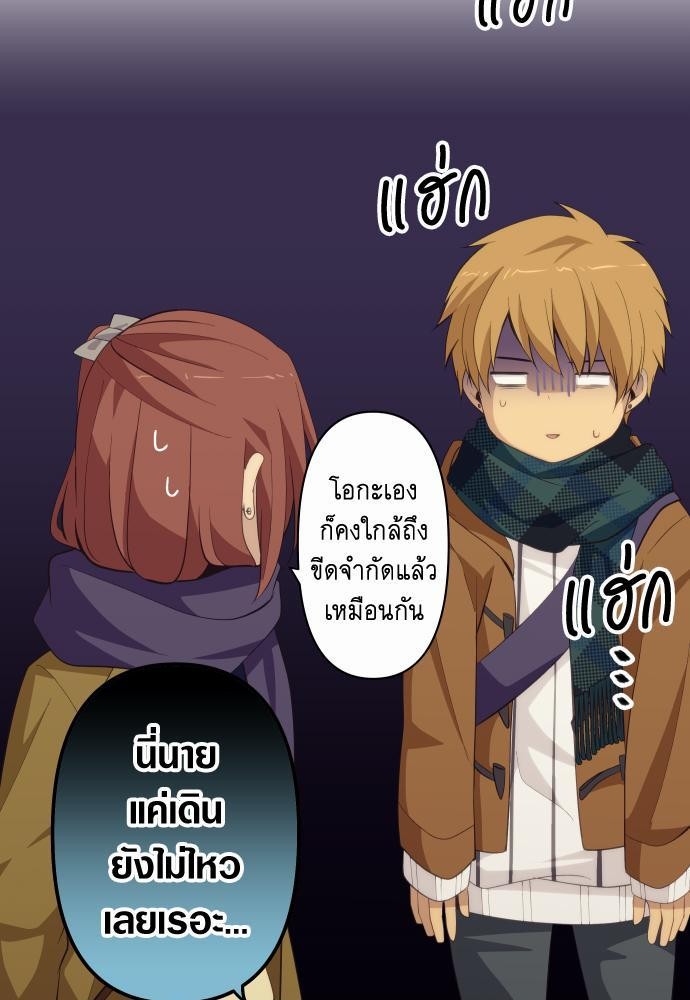 แฮ่ก
แฮ่ก
โอกะเอง
ก็คงใกล้ถึง
ขีดจำกัดแล้ว
เหมือนกัน
แฮ่ก...
นี่นาย
แค่เดิน
ยังไม่ไหว
เลยเรอะ...